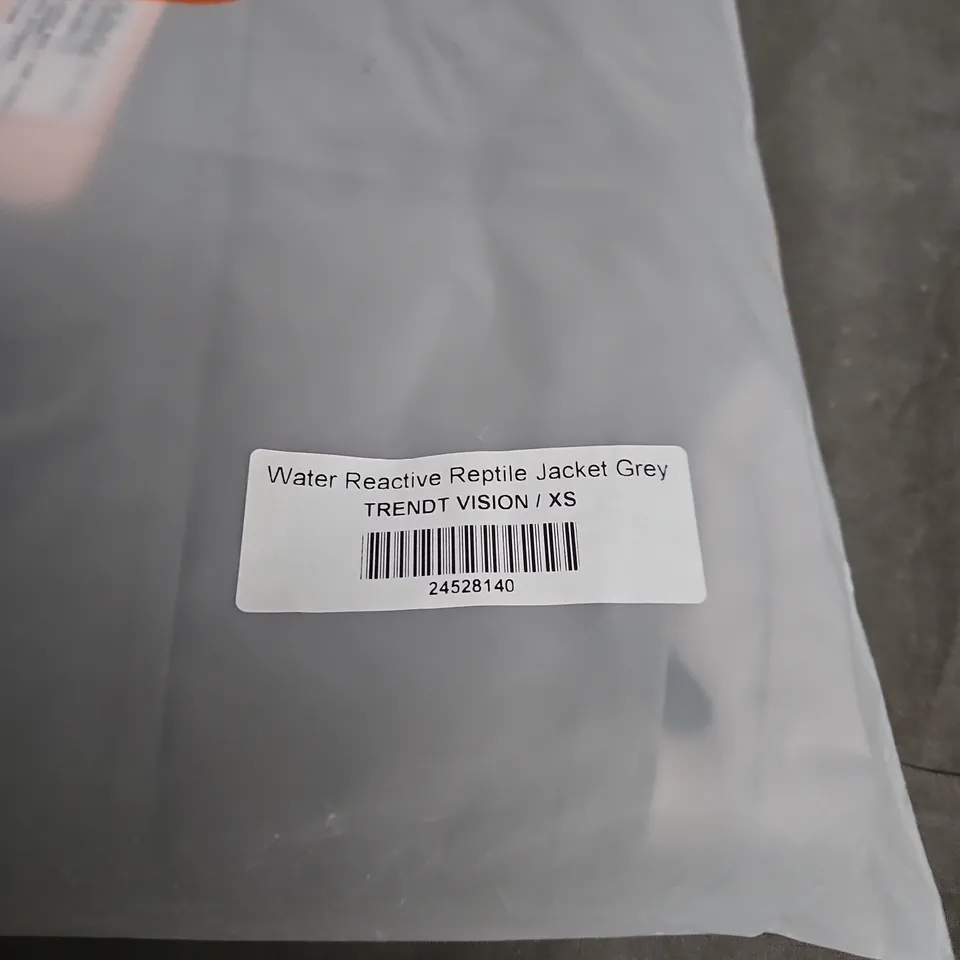 Water Reactive Reptile Jacket Grey
TRENDT VISION / XS
24528140